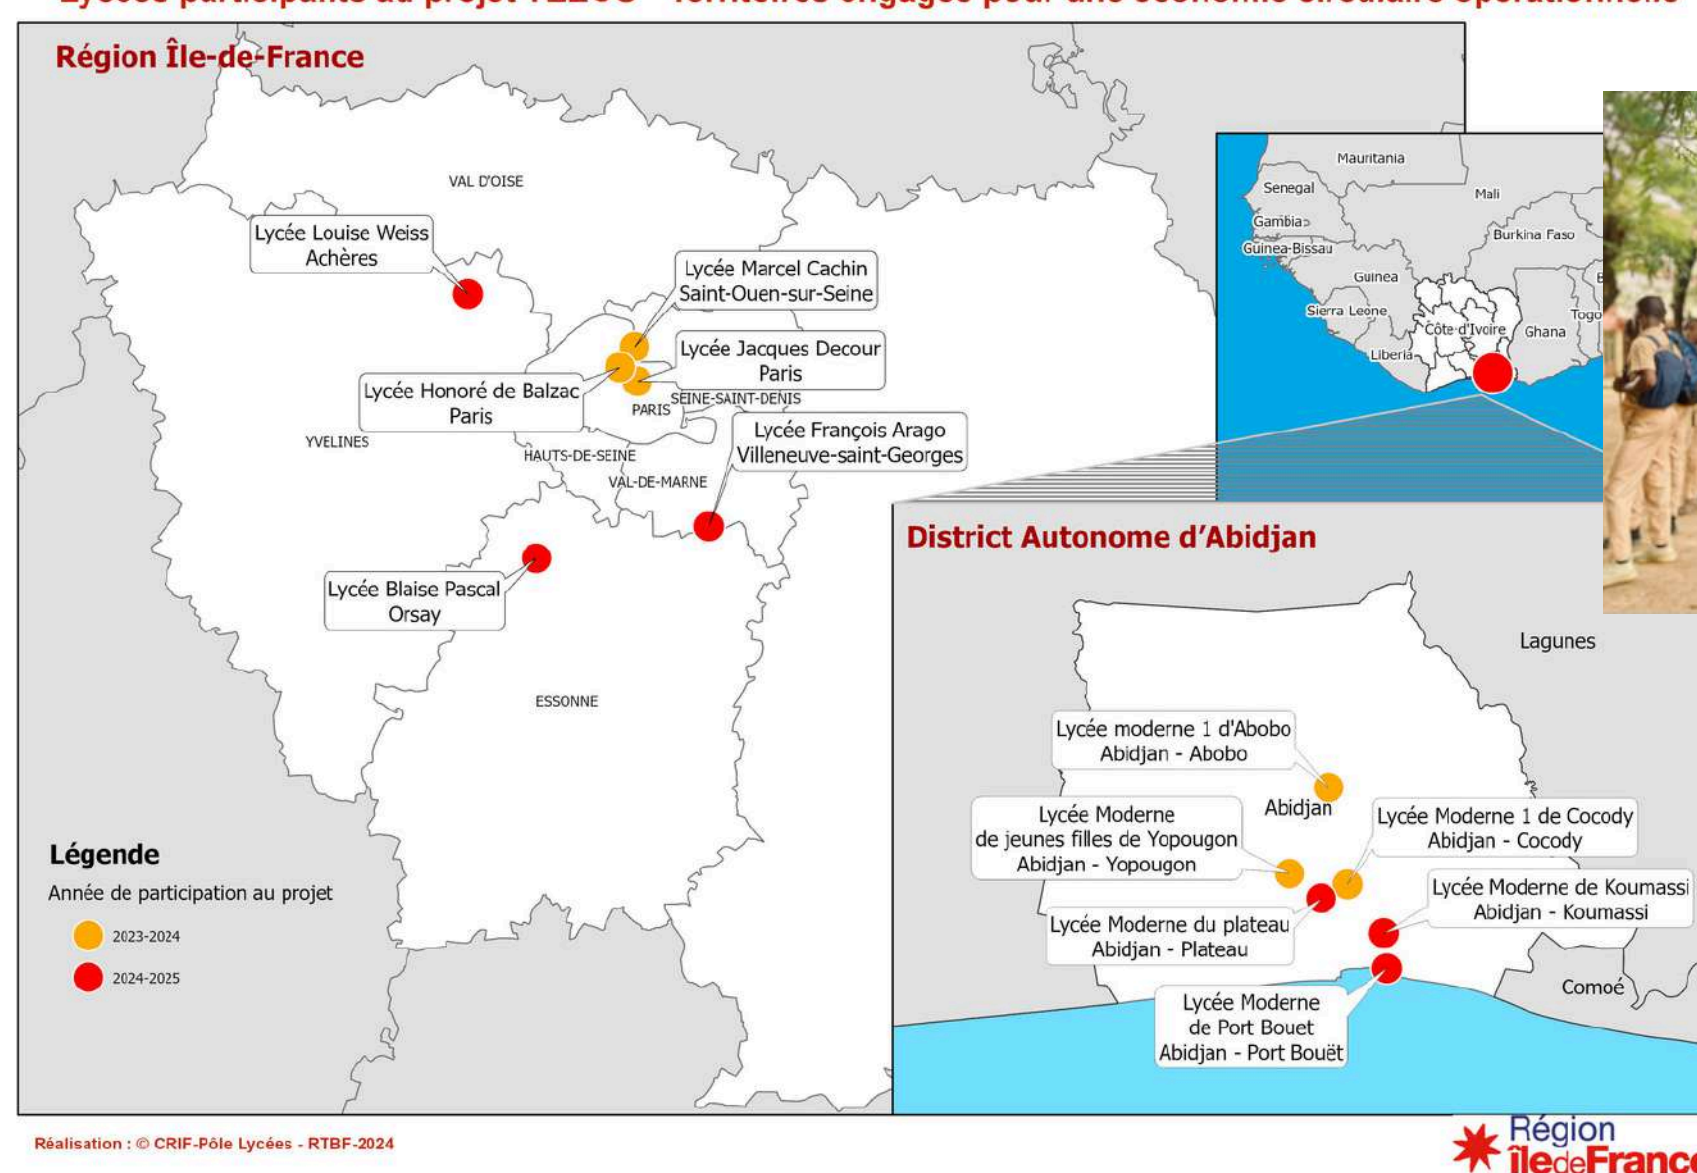 Région Île-de-France
VAL D'OISE
Lycée Louise Weiss
Achères
Lycée Marcel Cachin
Saint-Ouen-sur-Seine
Lycée Jacques Decour
Paris
Lycée Honoré de Balzac
Paris
SEINE-SAINT-DENIS
PARIS
Lycée François Arago
Villeneuve-saint-Georges
YVELINES
HAUTS-DE-SEINE
VAL-DE-MARNE
Lycée Blaise Pascal
Orsay
ESSONNE
Légende
Année de participation au projet
2023-2024
2024-2025
Mauritania
Senegal
Mali
Gambia
Burkina Faso
Guinea-Bissau
Guinea
Sierra Leone
Côte d'Ivoire
Ghana
Togo
Liberia
District Autonome d'Abidjan
Lagunes
Lycée moderne 1 d'Abobo
Abidjan - Abobo
Abidjan
Lycée Moderne
de jeunes filles de Yopougon
Abidjan - Yopougon
Lycée Moderne 1 de Cocody
Abidjan - Cocody
Lycée Moderne de Koumassi
Abidjan - Koumassi
Lycée Moderne du plateau
Abidjan - Plateau
Comoé
Lycée Moderne
de Port Bouet
Abidjan - Port Bouët
Réalisation : © CRIF-Pôle Lycées - RTBF-2024
Région
îledeFrance